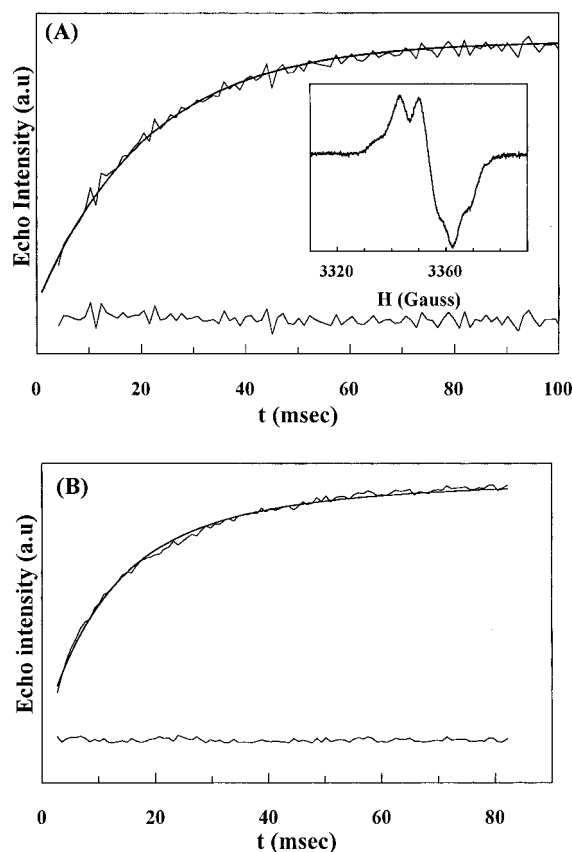 (A)
Echo Intensity (a.u)
3320 3360
H (Gauss)
0 20 40 60 80 100
t (msec)
(B)
Echo intensity (a.u)
0 20 40 60 80
t (msec)